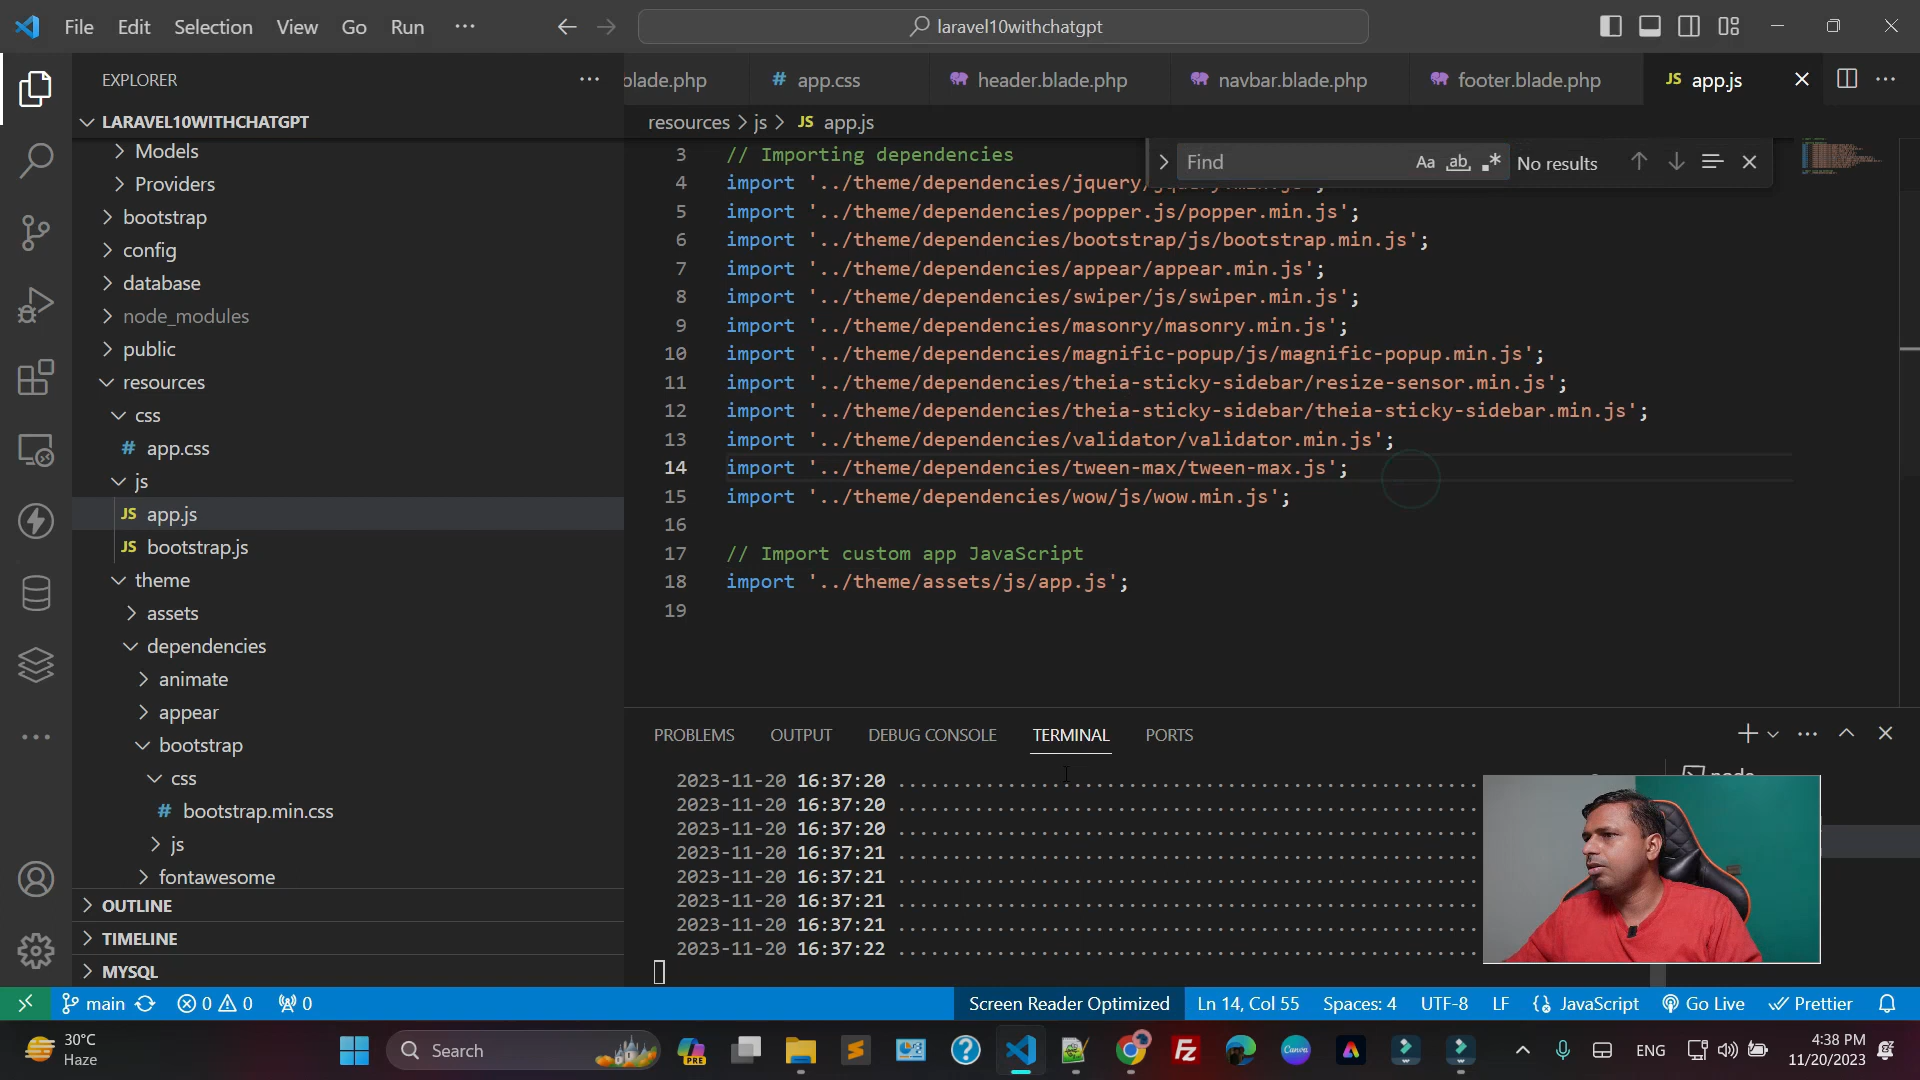 File Edit Selection View Go Run ···
laravel10withchatgpt
EXPLORER
LARAVEL10WITHCHATGPT
Models
Providers
bootstrap
config
database
node_modules
public
resources
css
# app.css
js
JS app.js
JS bootstrap.js
theme
assets
dependencies
animate
appear
bootstrap
css
# bootstrap.min.css
js
fontawesome
OUTLINE
TIMELINE
MYSQL
blade.php # app.css header.blade.php navbar.blade.php footer.blade.php JS app.js
resources > js > JS app.js
Find Aa ab No results
3 // Importing dependencies
4 import '../theme/dependencies/jquery/
5 import '../theme/dependencies/popper.js/popper.min.js';
6 import '../theme/dependencies/bootstrap/js/bootstrap.min.js';
7 import '../theme/dependencies/appear/appear.min.js';
8 import '../theme/dependencies/swiper/js/swiper.min.js';
9 import '../theme/dependencies/masonry/masonry.min.js';
10 import '../theme/dependencies/magnific-popup/js/magnific-popup.min.js';
11 import '../theme/dependencies/theia-sticky-sidebar/resize-sensor.min.js';
12 import '../theme/dependencies/theia-sticky-sidebar/theia-sticky-sidebar.min.js';
13 import '../theme/dependencies/validator/validator.min.js';
14 import '../theme/dependencies/tween-max/tween-max.js';
15 import '../theme/dependencies/wow/js/wow.min.js';
16
17 // Import custom app JavaScript
18 import '../theme/assets/js/app.js';
19
PROBLEMS OUTPUT DEBUG CONSOLE TERMINAL PORTS
2023-11-20 16:37:20 ....................................................
2023-11-20 16:37:20 ....................................................
2023-11-20 16:37:20 ....................................................
2023-11-20 16:37:21 ....................................................
2023-11-20 16:37:21 ....................................................
2023-11-20 16:37:21 ....................................................
2023-11-20 16:37:21 ....................................................
2023-11-20 16:37:22 ....................................................
node
main 0 0 0 Screen Reader Optimized Ln 14, Col 55 Spaces: 4 UTF-8 LF JavaScript Go Live Prettier
30°C
Haze
Search
PRE
Canva
ENG
4:38 PM
11/20/2023